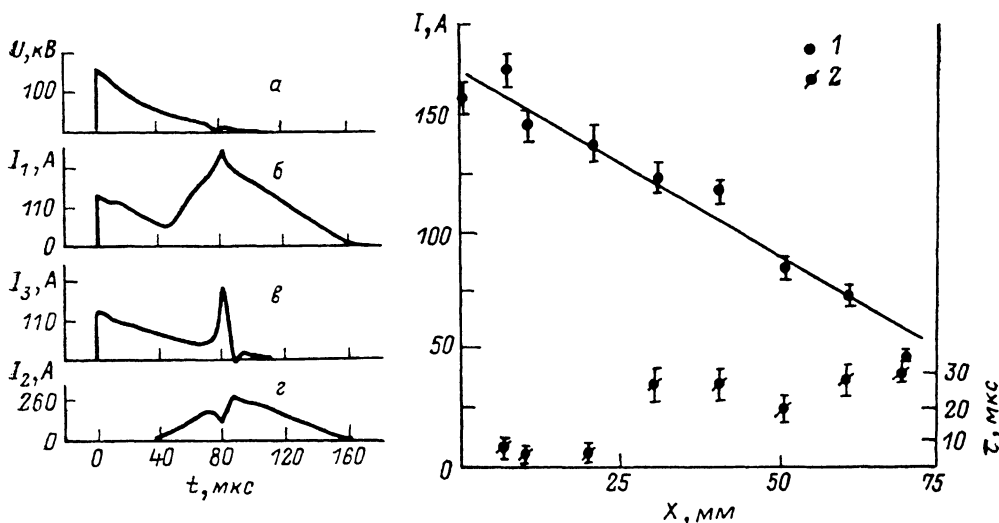 U, кВ
100
а
I₁, А
110
0
б
I₃, А
110
в
I₂, А
260
0
г
0 40 80 120 160
t, мкс
I, А
150
100
50
0
1
2
25 50 75
X, мм
30
20
10
τ, мкс